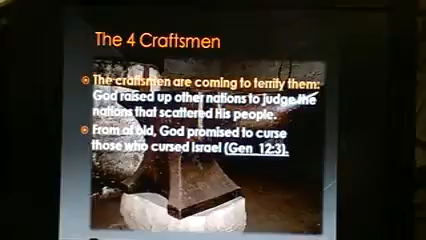 The 4 Craftsmen
The craftsmen are coming to terrify them:
God raised up other nations to judge the
nations that scattered His people.
From of old, God promised to curse
those who cursed Israel (Gen 12:3).